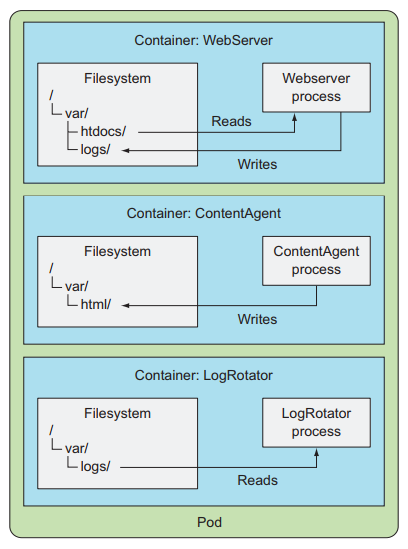 Container: WebServer
Filesystem
/
var/
htdocs/
logs/
Webserver
process
Reads
Writes
Container: ContentAgent
Filesystem
/
var/
html/
ContentAgent
process
Writes
Container: LogRotator
Filesystem
/
var/
logs/
LogRotator
process
Reads
Pod